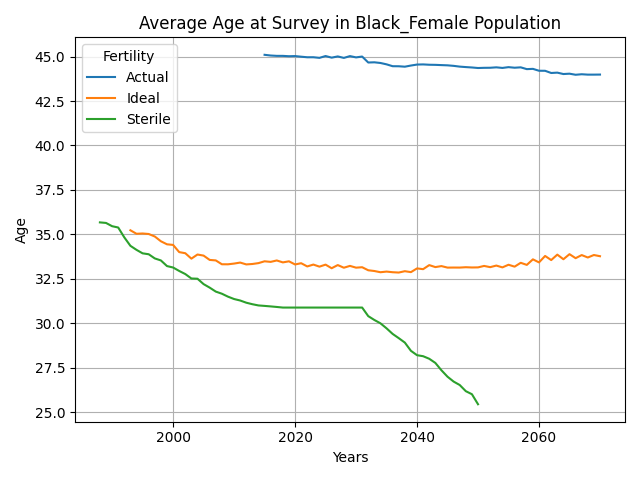 Average Age at Survey in Black_Female Population
Fertility
Actual
Ideal
Sterile
Age
45.0
42.5
40.0
37.5
35.0
32.5
30.0
27.5
25.0
2000 2020 2040 2060
Years